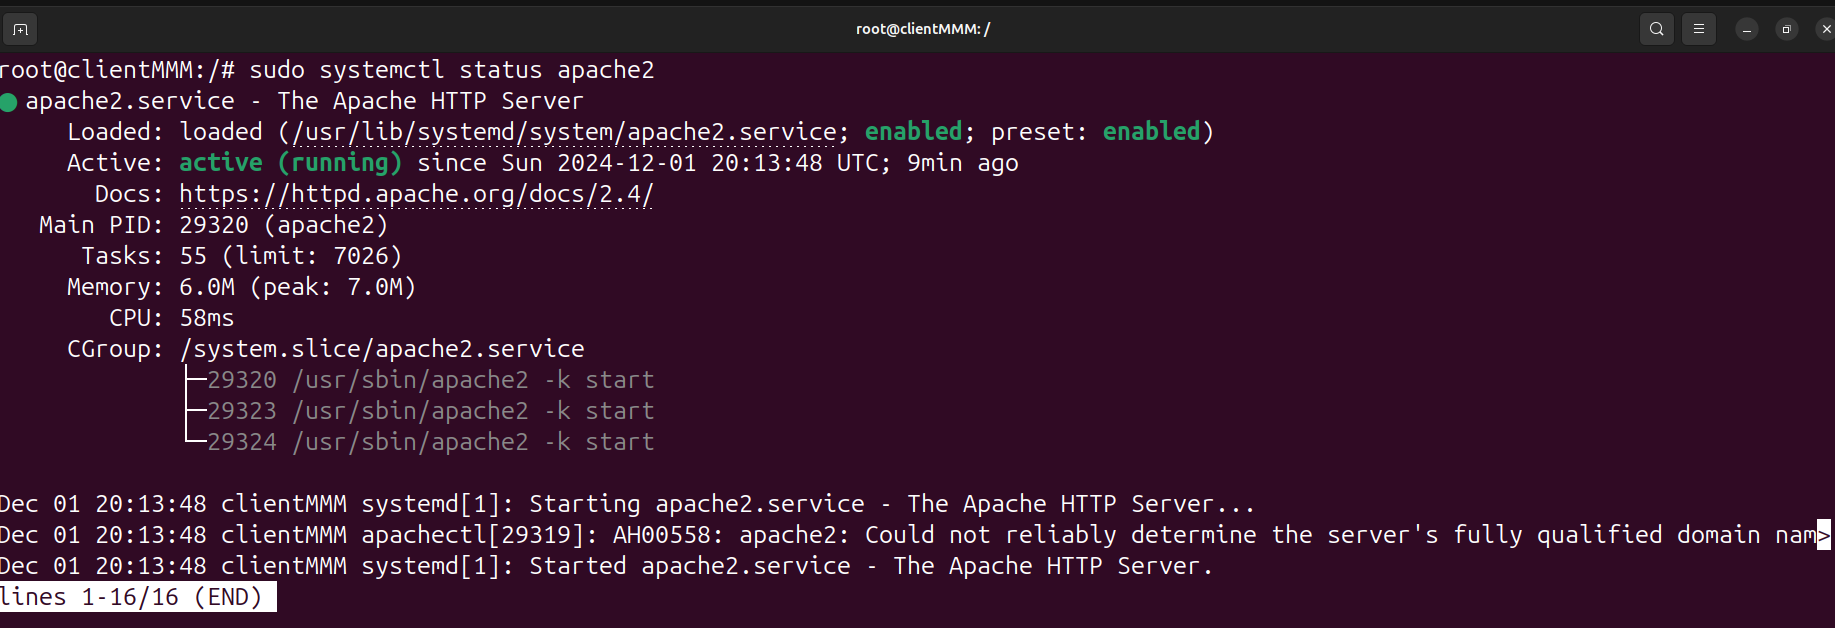 root@clientMMM: /
root@clientMMM:/# sudo systemctl status apache2
● apache2.service - The Apache HTTP Server
     Loaded: loaded (/usr/lib/systemd/system/apache2.service; enabled; preset: enabled)
     Active: active (running) since Sun 2024-12-01 20:13:48 UTC; 9min ago
       Docs: https://httpd.apache.org/docs/2.4/
   Main PID: 29320 (apache2)
      Tasks: 55 (limit: 7026)
     Memory: 6.0M (peak: 7.0M)
        CPU: 58ms
     CGroup: /system.slice/apache2.service
             ├─29320 /usr/sbin/apache2 -k start
             ├─29323 /usr/sbin/apache2 -k start
             └─29324 /usr/sbin/apache2 -k start
Dec 01 20:13:48 clientMMM systemd[1]: Starting apache2.service - The Apache HTTP Server...
Dec 01 20:13:48 clientMMM apachectl[29319]: AH00558: apache2: Could not reliably determine the server's fully qualified domain nam>
Dec 01 20:13:48 clientMMM systemd[1]: Started apache2.service - The Apache HTTP Server.
lines 1-16/16 (END)